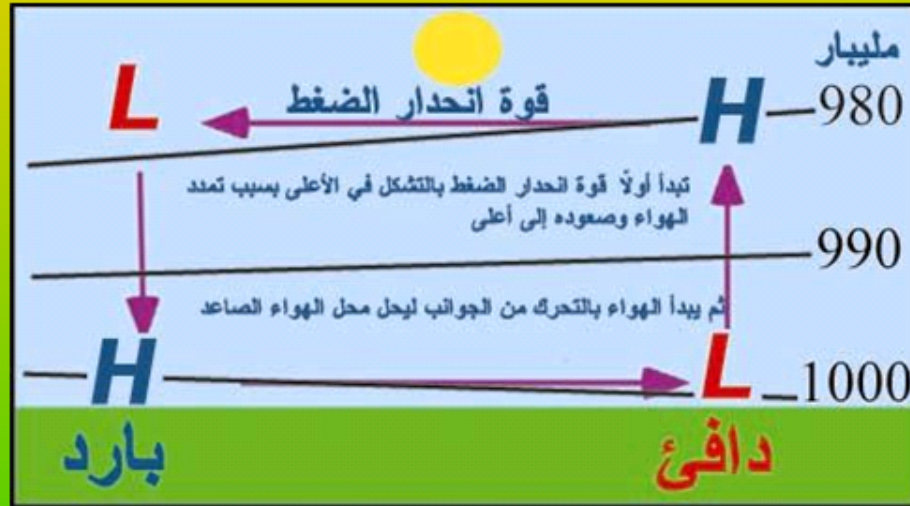 مليبار
L
قوة انحدار الضغط
H
980
تبدأ أولًا قوة انحدار الضغط بالتشكل في الأعلى بسبب تمدد
الهواء وصعوده إلى أعلى
990
ثم يبدأ الهواء بالتحرك من الجوانب ليحل محل الهواء الصاعد
H
L
1000
بارد
دافئ